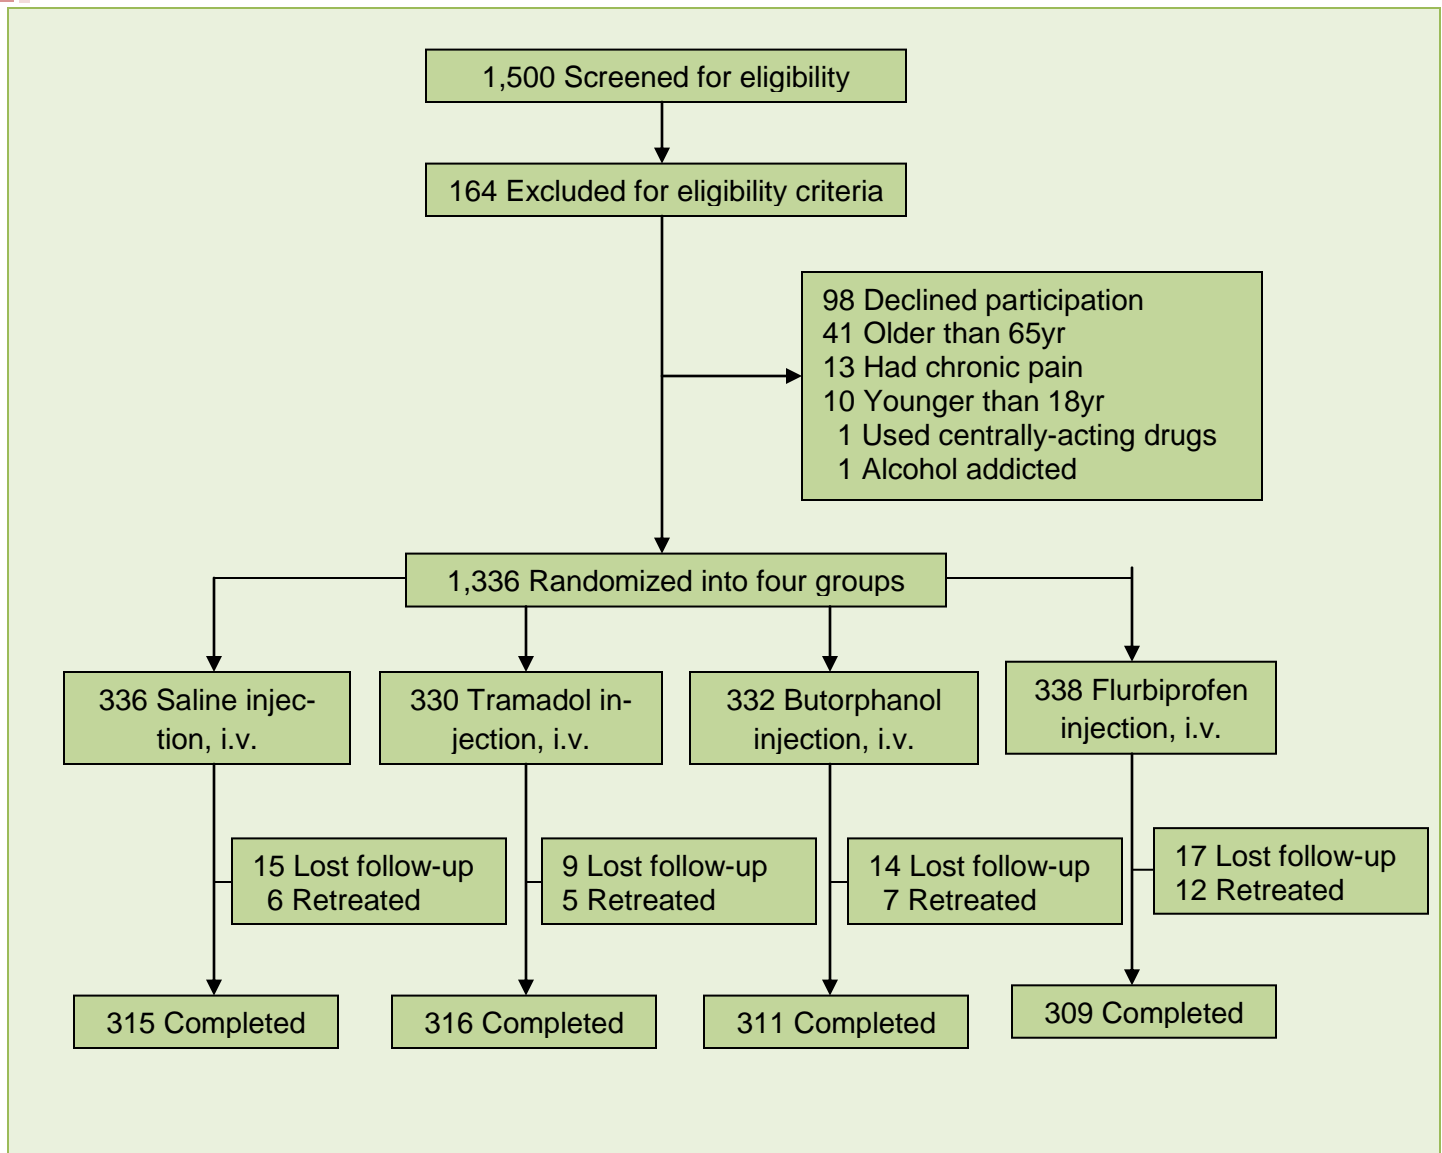 1,500 Screened for eligibility
164 Excluded for eligibility criteria
98 Declined participation
41 Older than 65yr
13 Had chronic pain
10 Younger than 18yr
1 Used centrally-acting drugs
1 Alcohol addicted
1,336 Randomized into four groups
336 Saline injec-
tion, i.v.
330 Tramadol in-
jection, i.v.
332 Butorphanol
injection, i.v.
338 Flurbiprofen
injection, i.v.
15 Lost follow-up
6 Retreated
9 Lost follow-up
5 Retreated
14 Lost follow-up
7 Retreated
17 Lost follow-up
12 Retreated
315 Completed
316 Completed
311 Completed
309 Completed